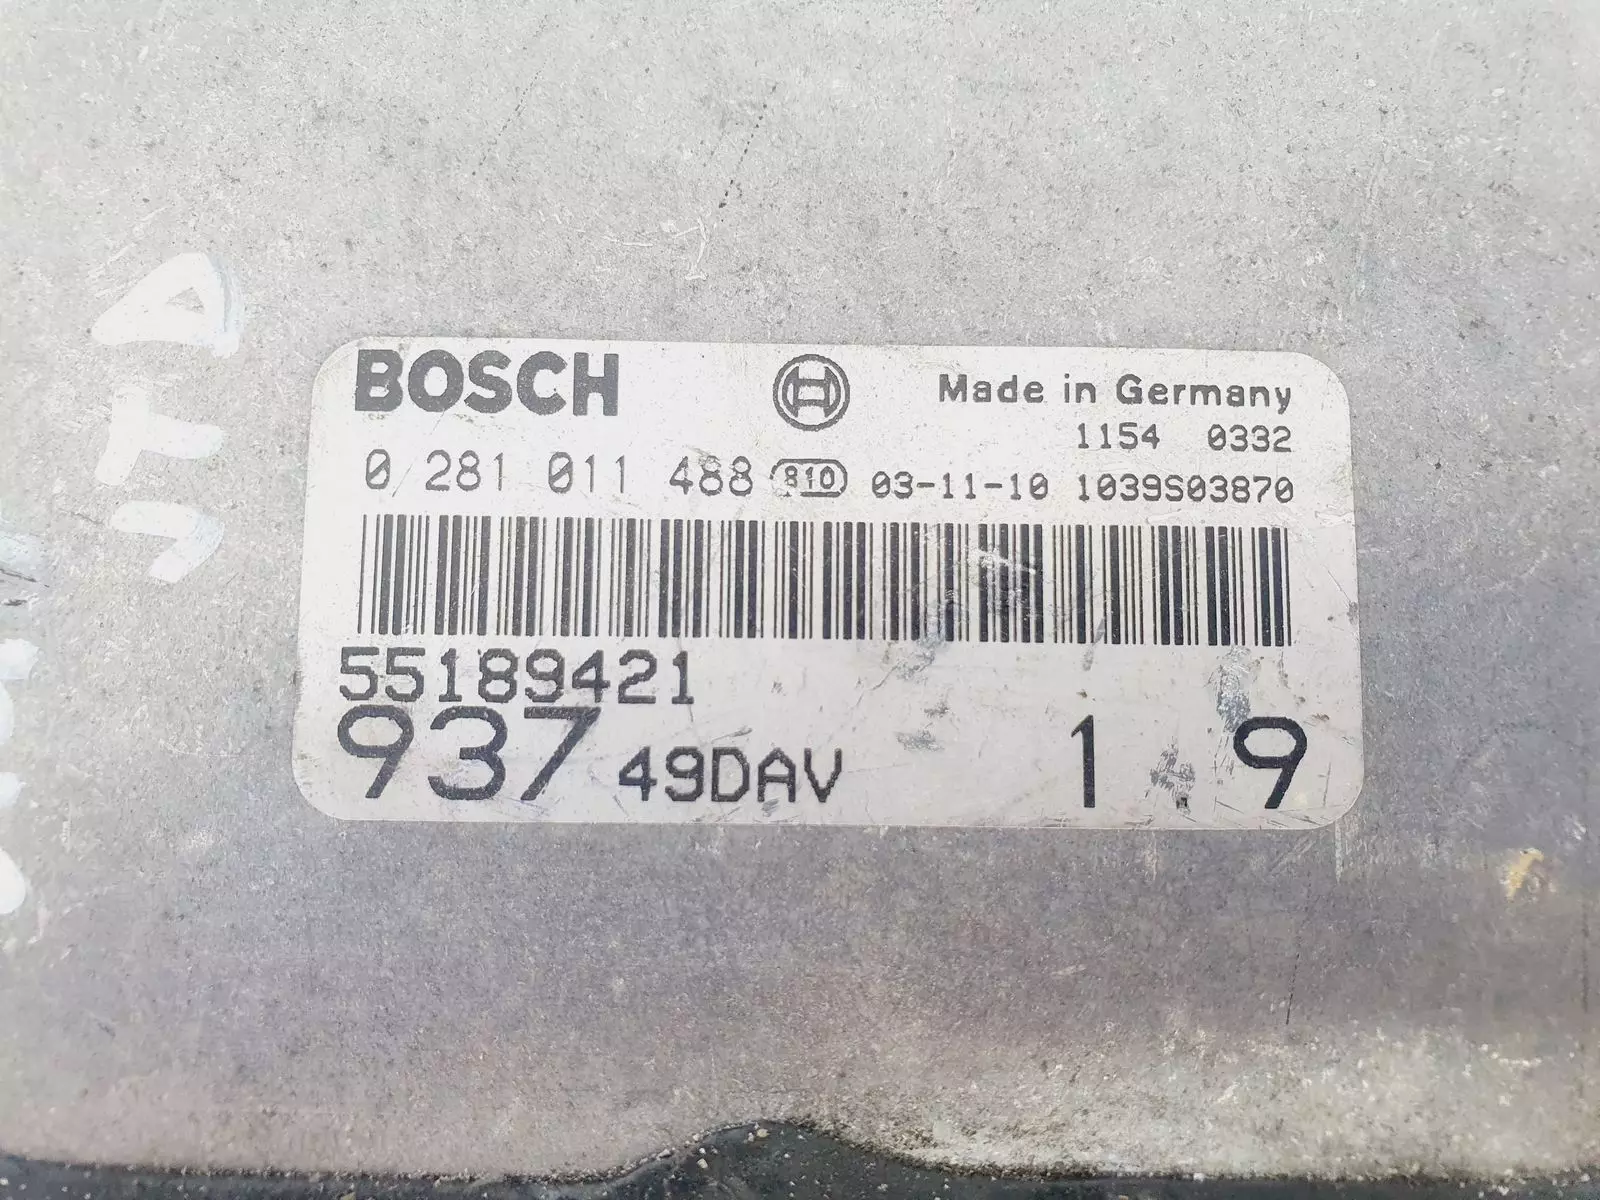 BOSCH Made in Germany
1154 0332
0 281 011 488 810 03-11-10 1039S03870
55189421
937 49DAV 1 9
JTD